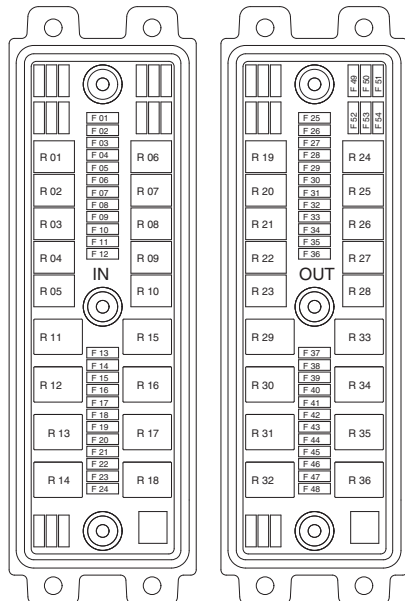 F 01
F 02
F 03
F 04
F 05
F 06
F 07
F 08
F 09
F 10
F 11
F 12
R 01
R 02
R 03
R 04
R 05
R 06
R 07
R 08
R 09
R 10
IN
R 11
R 12
R 13
R 14
F 13
F 14
F 15
F 16
F 17
F 18
F 19
F 20
F 21
F 22
F 23
F 24
R 15
R 16
R 17
R 18
F 49
F 50
F 51
F 52
F 53
F 54
F 25
F 26
F 27
F 28
F 29
F 30
F 31
F 32
F 33
F 34
F 35
F 36
R 19
R 20
R 21
R 22
R 23
R 24
R 25
R 26
R 27
R 28
OUT
R 29
R 30
R 31
R 32
F 37
F 38
F 39
F 40
F 41
F 42
F 43
F 44
F 45
F 46
F 47
F 48
R 33
R 34
R 35
R 36